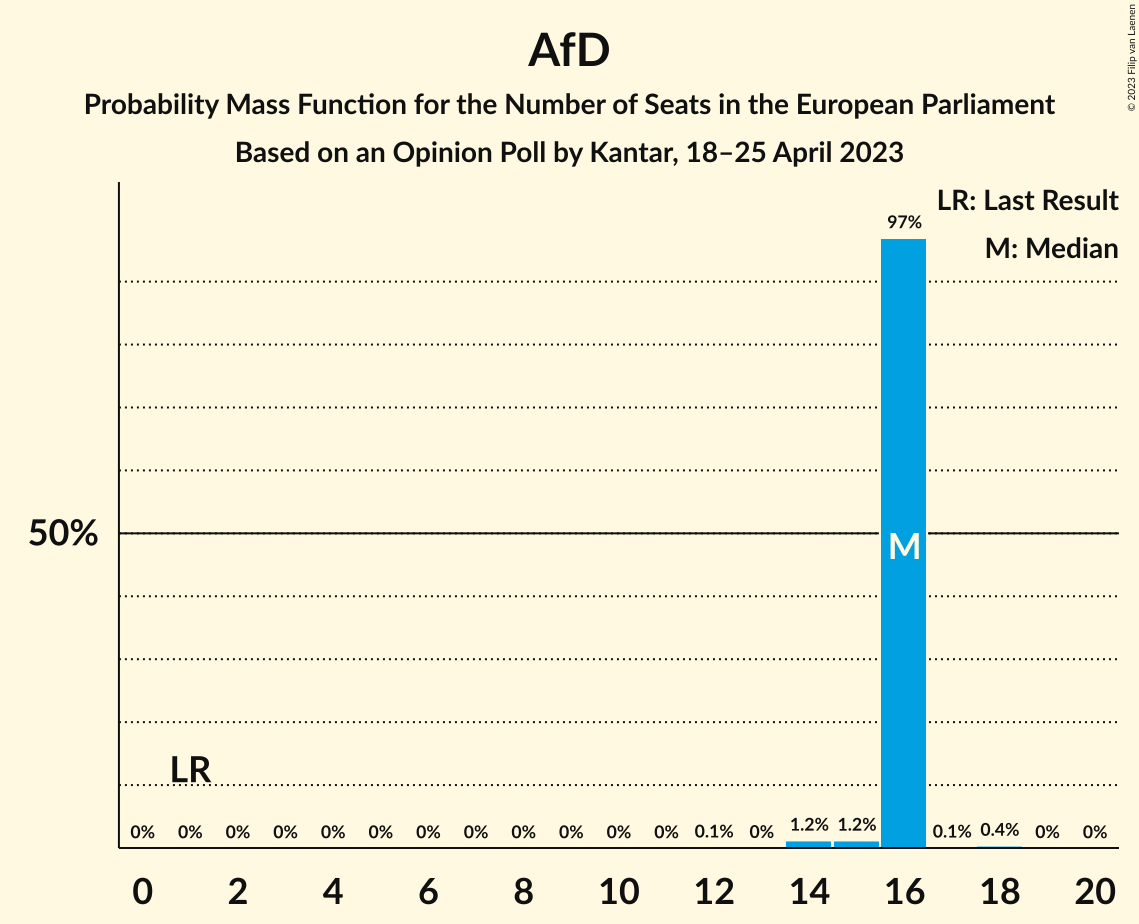 AfD
Probability Mass Function for the Number of Seats in the European Parliament
Based on an Opinion Poll by Kantar, 18–25 April 2023
© 2023 Filip van Laenen
LR: Last Result
M: Median
97%
50%
M
LR
0% 0% 0% 0% 0% 0% 0% 0% 0% 0% 0% 0% 0.1% 0% 1.2% 1.2% 0.1% 0.4% 0% 0%
0 2 4 6 8 10 12 14 16 18 20